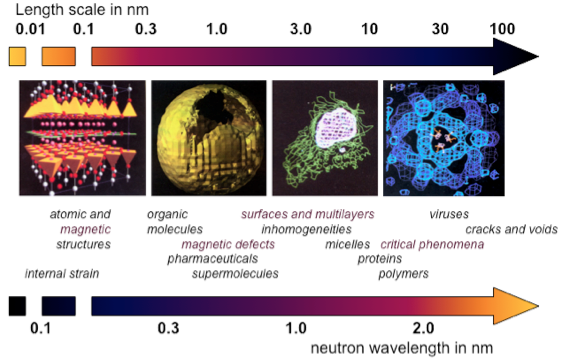 Length scale in nm
0.01 0.1 0.3 1.0 3.0 10 30 100
atomic and organic surfaces and multilayers viruses
magnetic molecules inhomogeneities cracks and voids
structures magnetic defects micelles critical phenomena
pharmaceuticals proteins
internal strain supermolecules polymers
0.1 0.3 1.0 2.0
neutron wavelength in nm